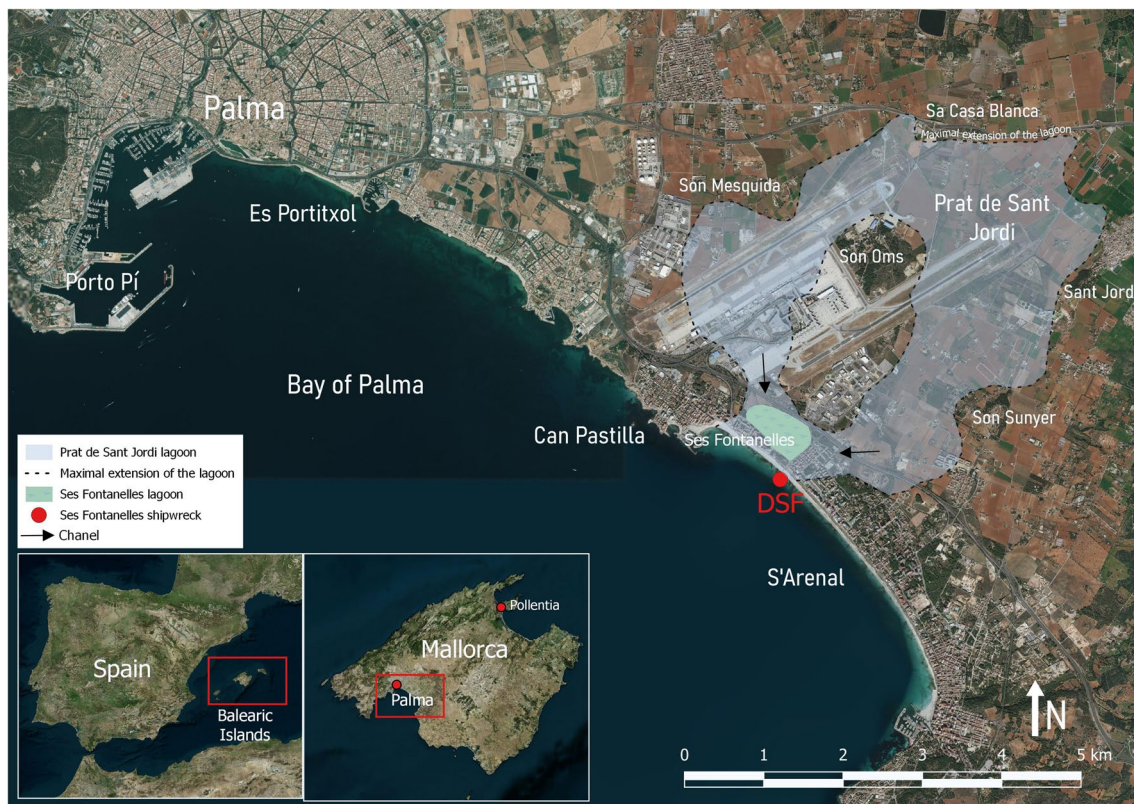 Palma
Sa Casa Blanca
Maximal extension of the lagoon
Son Mesquida
Prat de Sant
Jordi
Es Portitxol
Son Oms
Porto Pí
Sant Jord
Bay of Palma
Can Pastilla
Ses Fontanelles
Son Sunyer
DSF
S'Arenal
Prat de Sant Jordi lagoon
Maximal extension of the lagoon
Ses Fontanelles lagoon
Ses Fontanelles shipwreck
Chanel
Spain
Balearic
Islands
Pollentia
Mallorca
Palma
N
0 1 2 3 4 5 km